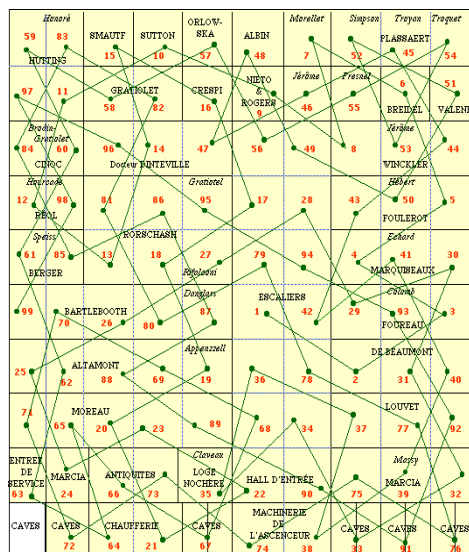 Honoré Morellet Simpson Troyan Troquet
59 83 SMAUTF SUTTON ORLOW-
SKA ALBIN PLASSAERT
HUTTING 15 10 57 48 7 52 45 54
97 11 GRATIOLET CRESPI NIETO
&
ROGERS Jérôme Fresnel 6 51
58 82 16 9 46 55 BREIDEL VALENE
Brodin-
Gratiolet Jérôme
84 60 96 14 47 56 49 8 53 44
CINOC Docteur DINTEVILLE WINCKLER
Hourcade Gratiolet Hébert
12 98 81 86 95 17 28 43 50 5
REOL FOULEROT
Speiss RORSCHASH Echard
61 85 13 18 27 79 94 4 41 30
BERGER Rifolaoni MARQUISEAUX
Danglars Colomb
99 BARTLEBOOTH ESCALIERS
70 26 80 87 1 42 29 93 3
FOUREAU
Appenzell DE BEAUMONT
25 ALTAMONT
62 88 69 19 36 78 2 31 40
71 MOREAU LOUVET
65 20 23 89 68 34 37 77 92
Claveau Massy
ENTREE
DE
SERVICE MARCIA ANTIQUITES LOGE
NOCHERE HALL D'ENTRÉE MARCIA
63 24 66 73 35 22 90 75 39 32
CAVES CAVES CHAUFFERIE CAVES MACHINERIE
DE
L'ASCENCEUR CAVES CAVES CAVES
72 64 21 67 74 38 33 91 76